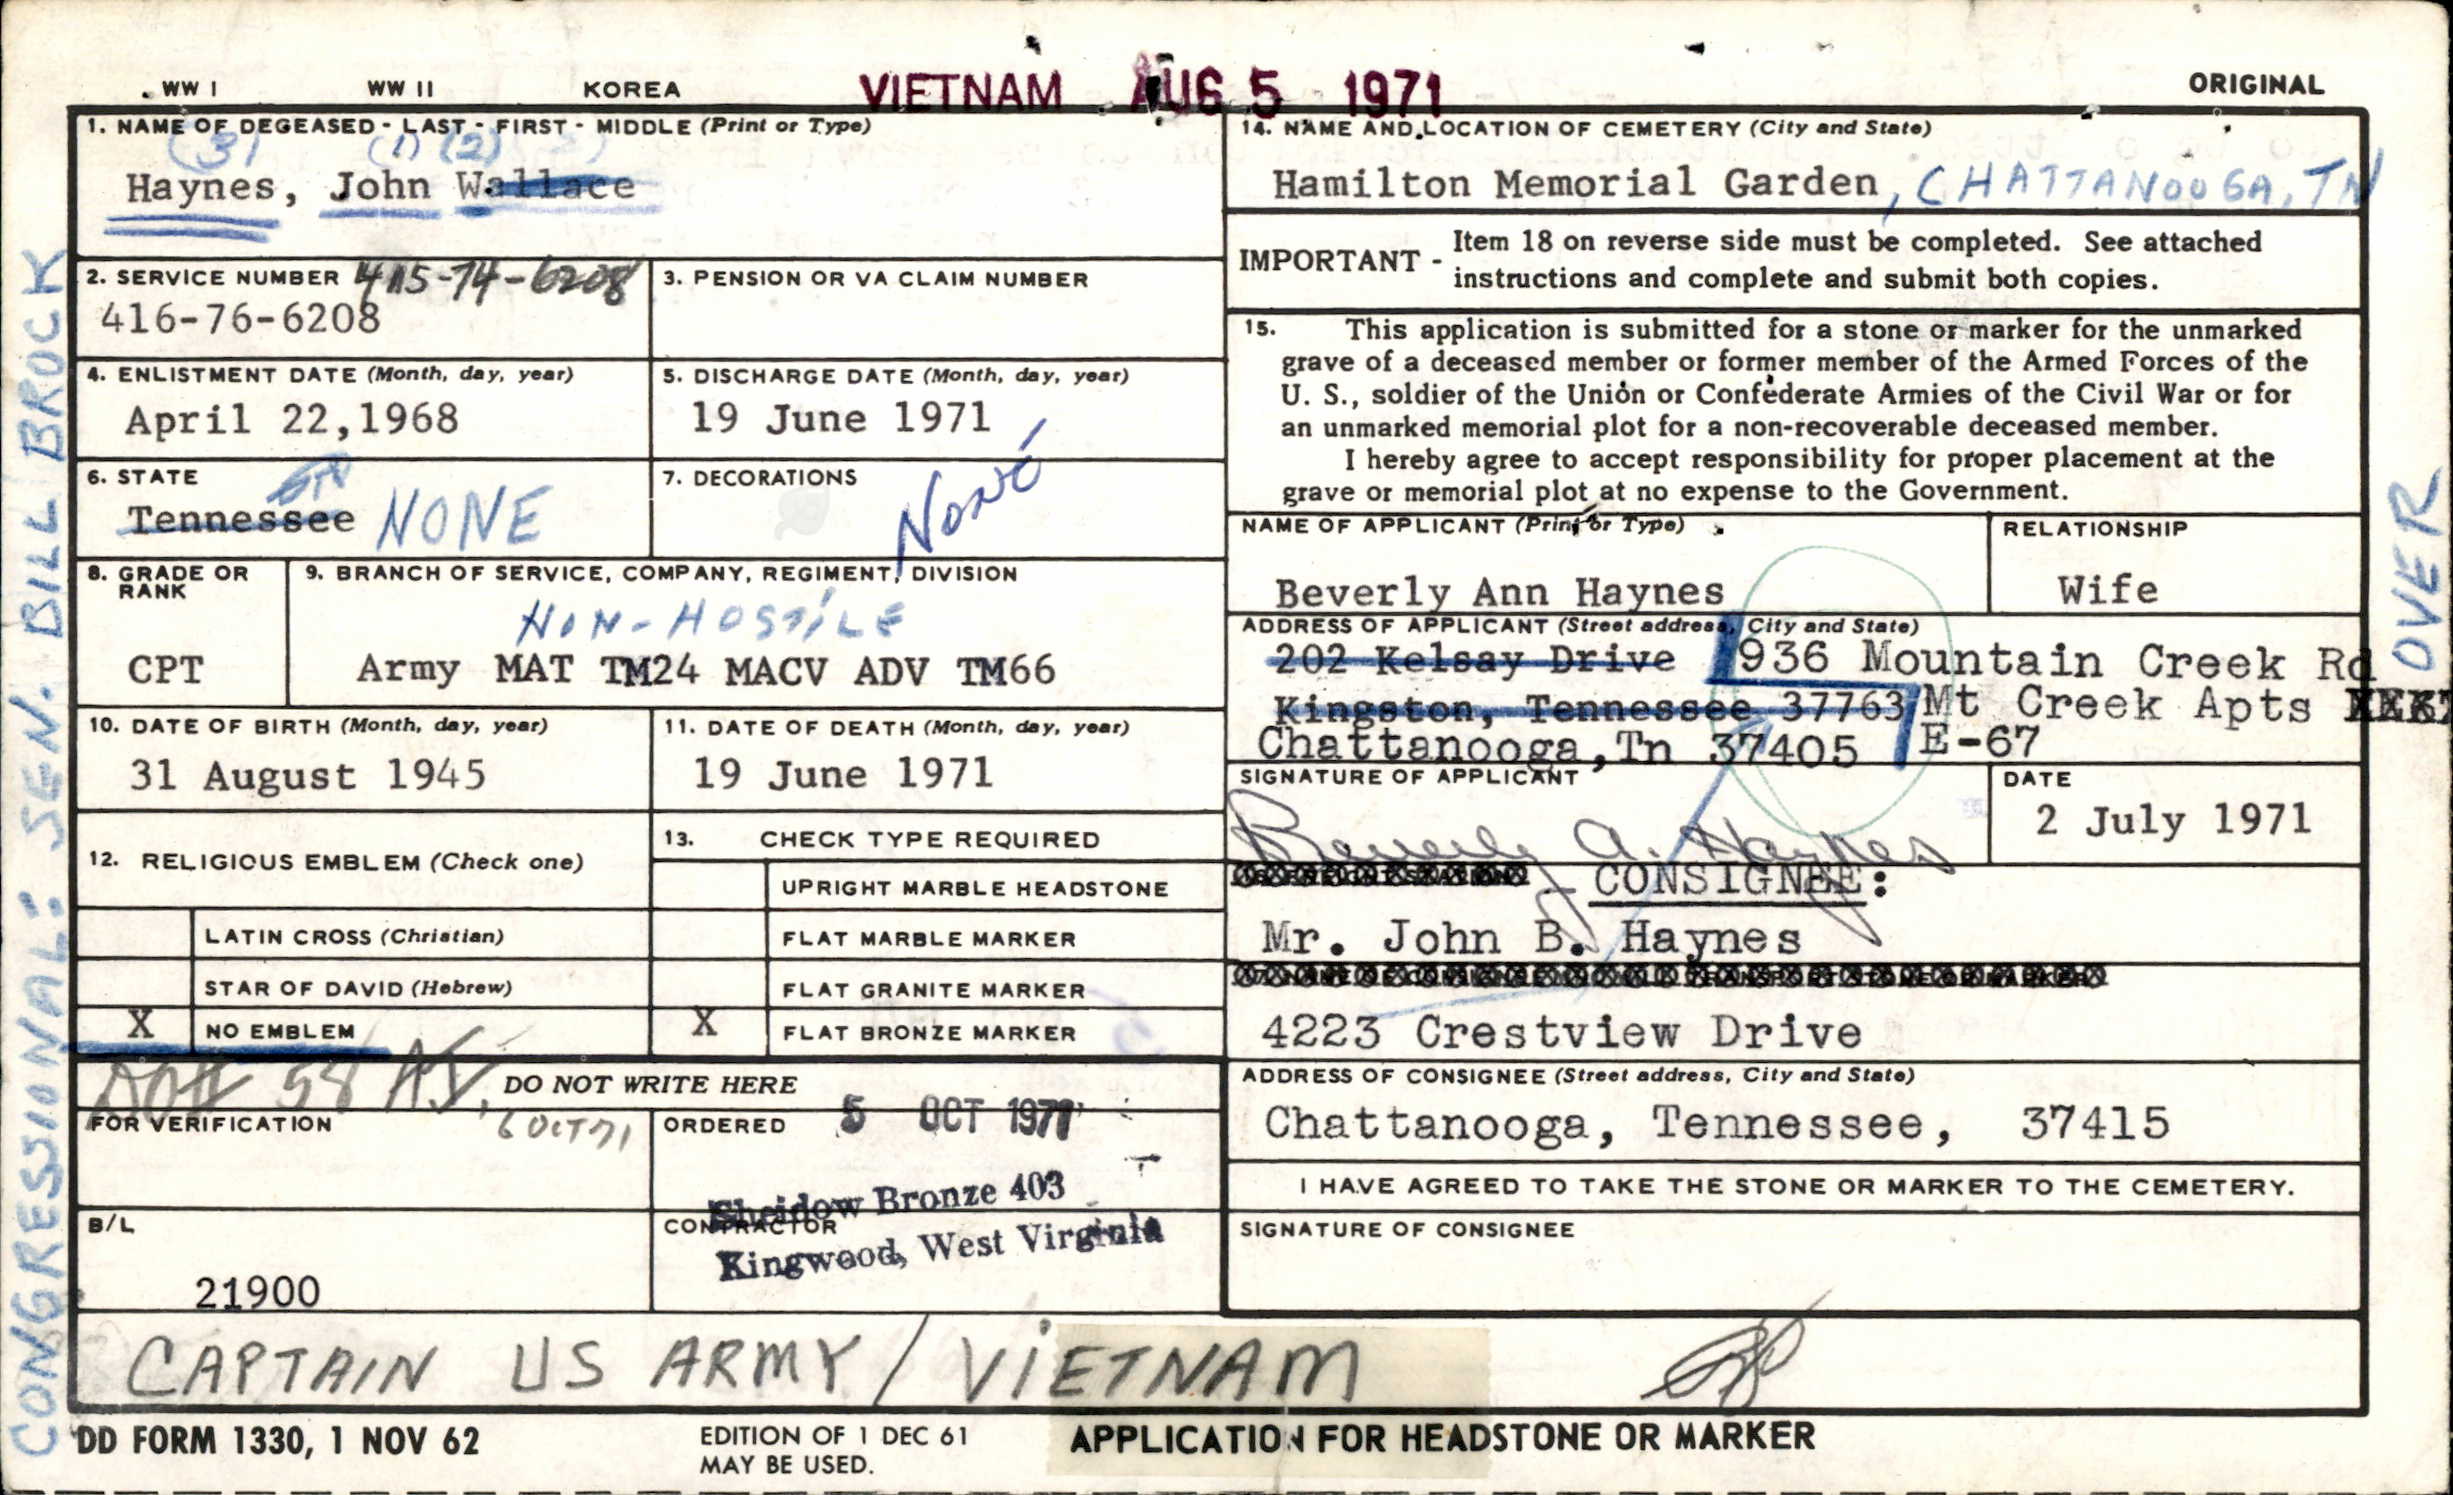 WW I WW II KOREA VIETNAM AUG 5 1971 ORIGINAL
1. NAME OF DECEASED - LAST - FIRST - MIDDLE (Print or Type)
(3) (1) (2)
Haynes, John Wallace
2. SERVICE NUMBER 415-74-6208
416-76-6208
3. PENSION OR VA CLAIM NUMBER
4. ENLISTMENT DATE (Month, day, year)
April 22,1968
5. DISCHARGE DATE (Month, day, year)
19 June 1971
6. STATE
Tennessee NONE
7. DECORATIONS
None
8. GRADE OR
RANK
CPT
9. BRANCH OF SERVICE, COMPANY, REGIMENT, DIVISION
NON-HOSTILE
Army MAT TM24 MACV ADV TM66
10. DATE OF BIRTH (Month, day, year)
31 August 1945
11. DATE OF DEATH (Month, day, year)
19 June 1971
12. RELIGIOUS EMBLEM (Check one)
LATIN CROSS (Christian)
STAR OF DAVID (Hebrew)
X NO EMBLEM
13. CHECK TYPE REQUIRED
UPRIGHT MARBLE HEADSTONE
FLAT MARBLE MARKER
FLAT GRANITE MARKER
X FLAT BRONZE MARKER
DO NOT WRITE HERE
FOR VERIFICATION
6 OCT 71
ORDERED 5 OCT 1971
Sheidow Bronze 403
CONTRACTOR
Kingwood, West Virginia
B/L
21900
14. NAME AND LOCATION OF CEMETERY (City and State)
Hamilton Memorial Garden, CHATTANOOGA, TN
IMPORTANT - Item 18 on reverse side must be completed. See attached
instructions and complete and submit both copies.
15. This application is submitted for a stone or marker for the unmarked
grave of a deceased member or former member of the Armed Forces of the
U. S., soldier of the Union or Confederate Armies of the Civil War or for
an unmarked memorial plot for a non-recoverable deceased member.
I hereby agree to accept responsibility for proper placement at the
grave or memorial plot at no expense to the Government.
NAME OF APPLICANT (Print or Type)
Beverly Ann Haynes
RELATIONSHIP
Wife
ADDRESS OF APPLICANT (Street address, City and State)
202 Kelsay Drive 936 Mountain Creek Rd
Kingston, Tennessee 37763 Mt Creek Apts
Chattanooga,Tn 37405 E-67
SIGNATURE OF APPLICANT
Beverly A. Haynes
DATE
2 July 1971
CONSIGNEE:
Mr. John B. Haynes
4223 Crestview Drive
ADDRESS OF CONSIGNEE (Street address, City and State)
Chattanooga, Tennessee, 37415
I HAVE AGREED TO TAKE THE STONE OR MARKER TO THE CEMETERY.
SIGNATURE OF CONSIGNEE
CAPTAIN US ARMY / VIETNAM
DD FORM 1330, 1 NOV 62
EDITION OF 1 DEC 61
MAY BE USED.
APPLICATION FOR HEADSTONE OR MARKER
CONGRESSIONAL: SEN. BILL BROCK
OVER